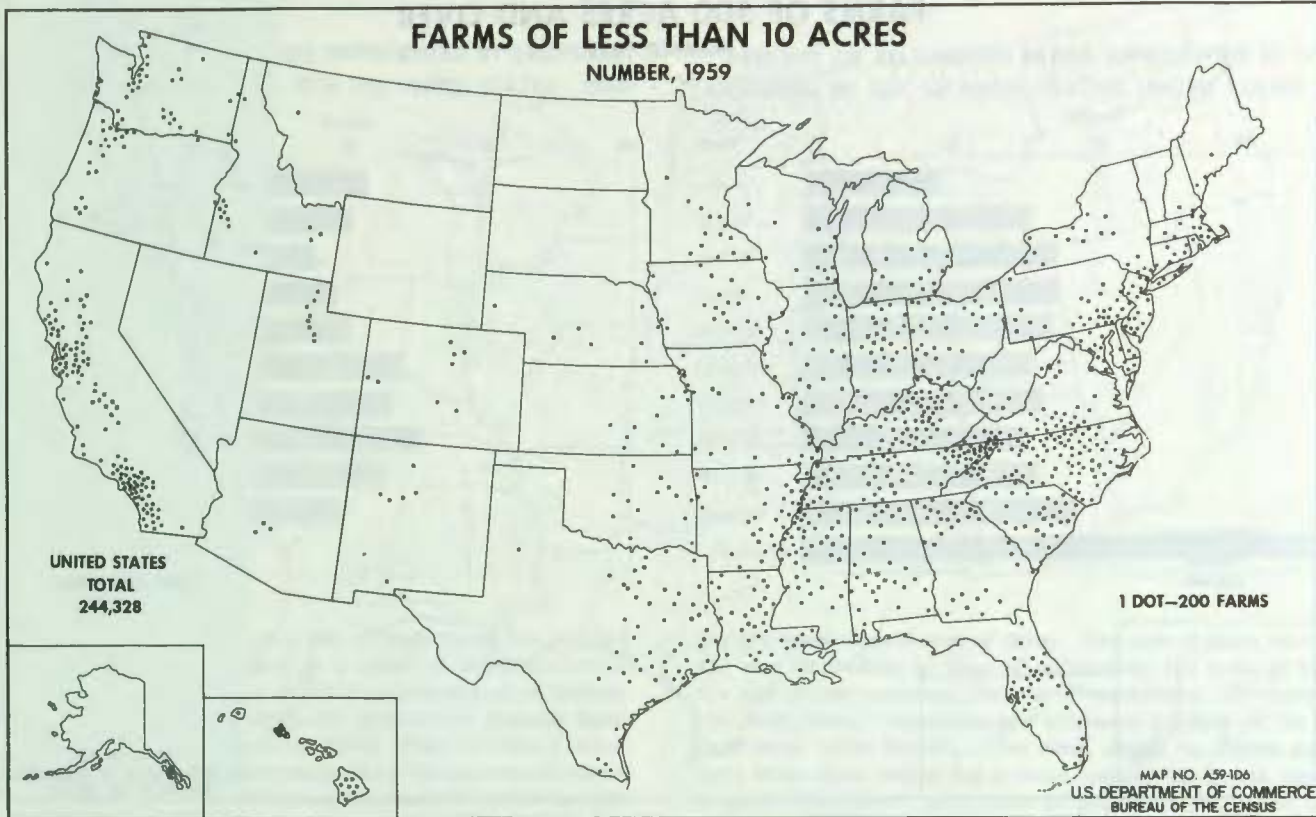 FARMS OF LESS THAN 10 ACRES
NUMBER, 1959
UNITED STATES
TOTAL
244,328
1 DOT—200 FARMS
MAP NO. A59-1D6
U.S. DEPARTMENT OF COMMERCE
BUREAU OF THE CENSUS